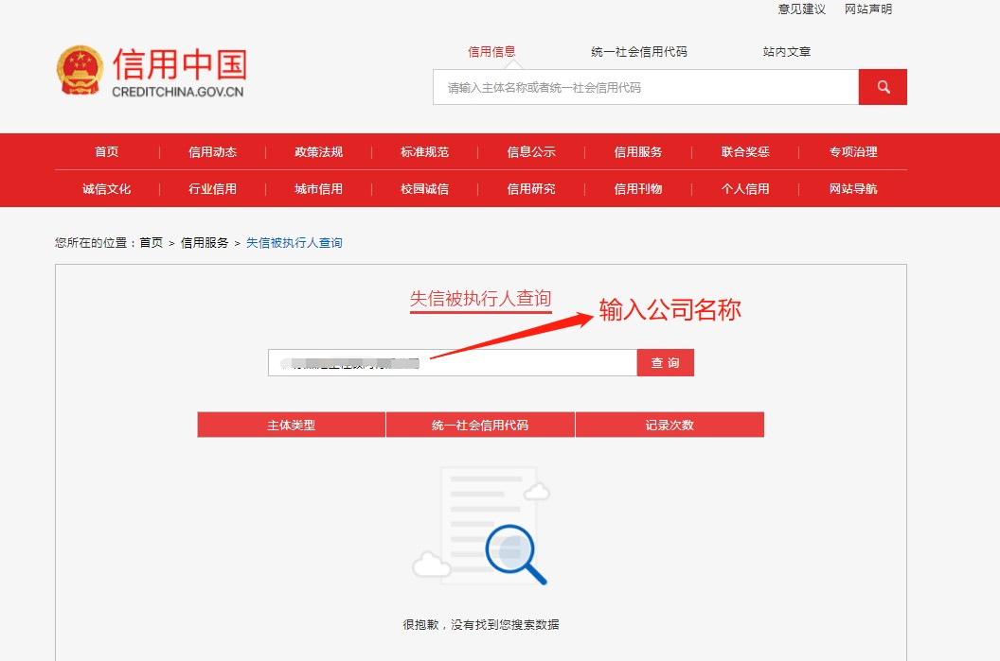 意见建议 网站声明
信用中国
CREDITCHINA.GOV.CN
信用信息 统一社会信用代码 站内文章
请输入主体名称或者统一社会信用代码
首页 信用动态 政策法规 标准规范 信息公示 信用服务 联合奖惩 专项治理
诚信文化 行业信用 城市信用 校园诚信 信用研究 信用刊物 个人信用 网站导航
您所在的位置：首页 > 信用服务 > 失信被执行人查询
失信被执行人查询
输入公司名称
查 询
主体类型 统一社会信用代码 记录次数
很抱歉，没有找到您搜索数据